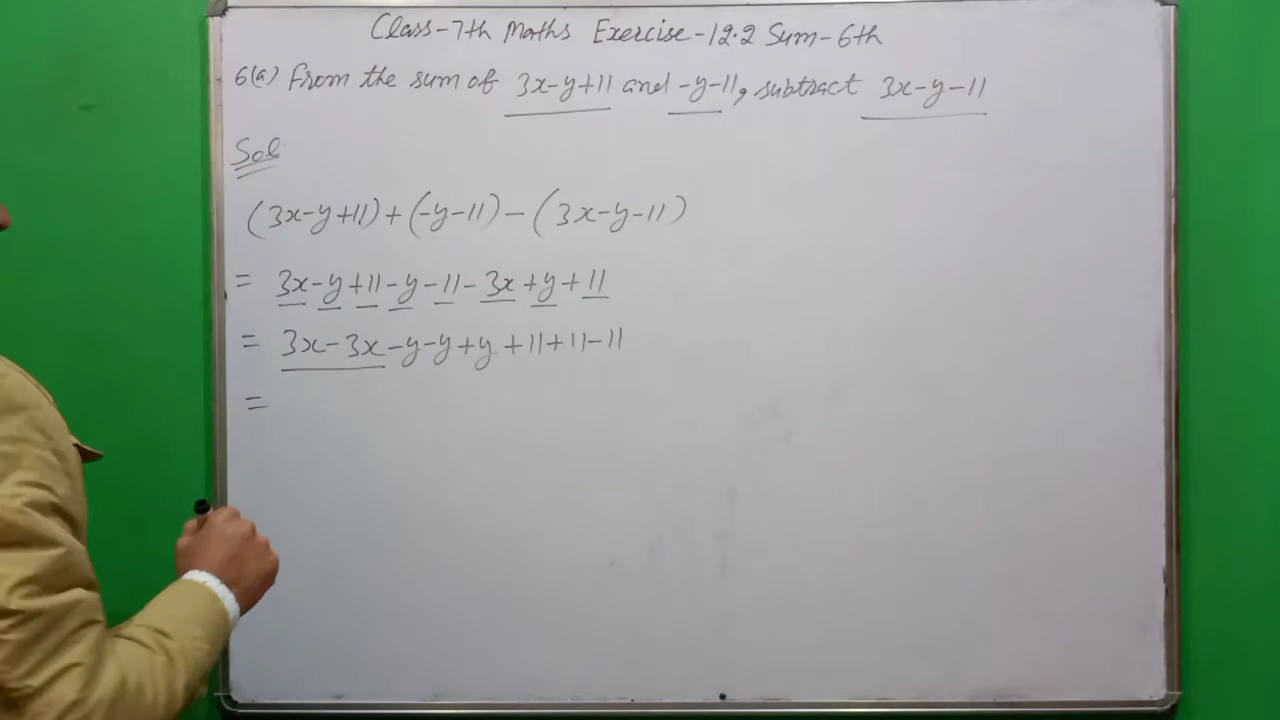 Class-7th Maths Exercise-12.2 Sum-6th
6(a) From the sum of 3x-y+11 and -y-11, subtract 3x-y-11
Sol
(3x-y+11)+(-y-11)-(3x-y-11)
= 3x-y+11-y-11-3x+y+11
= 3x-3x-y-y+y+11+11-11
=